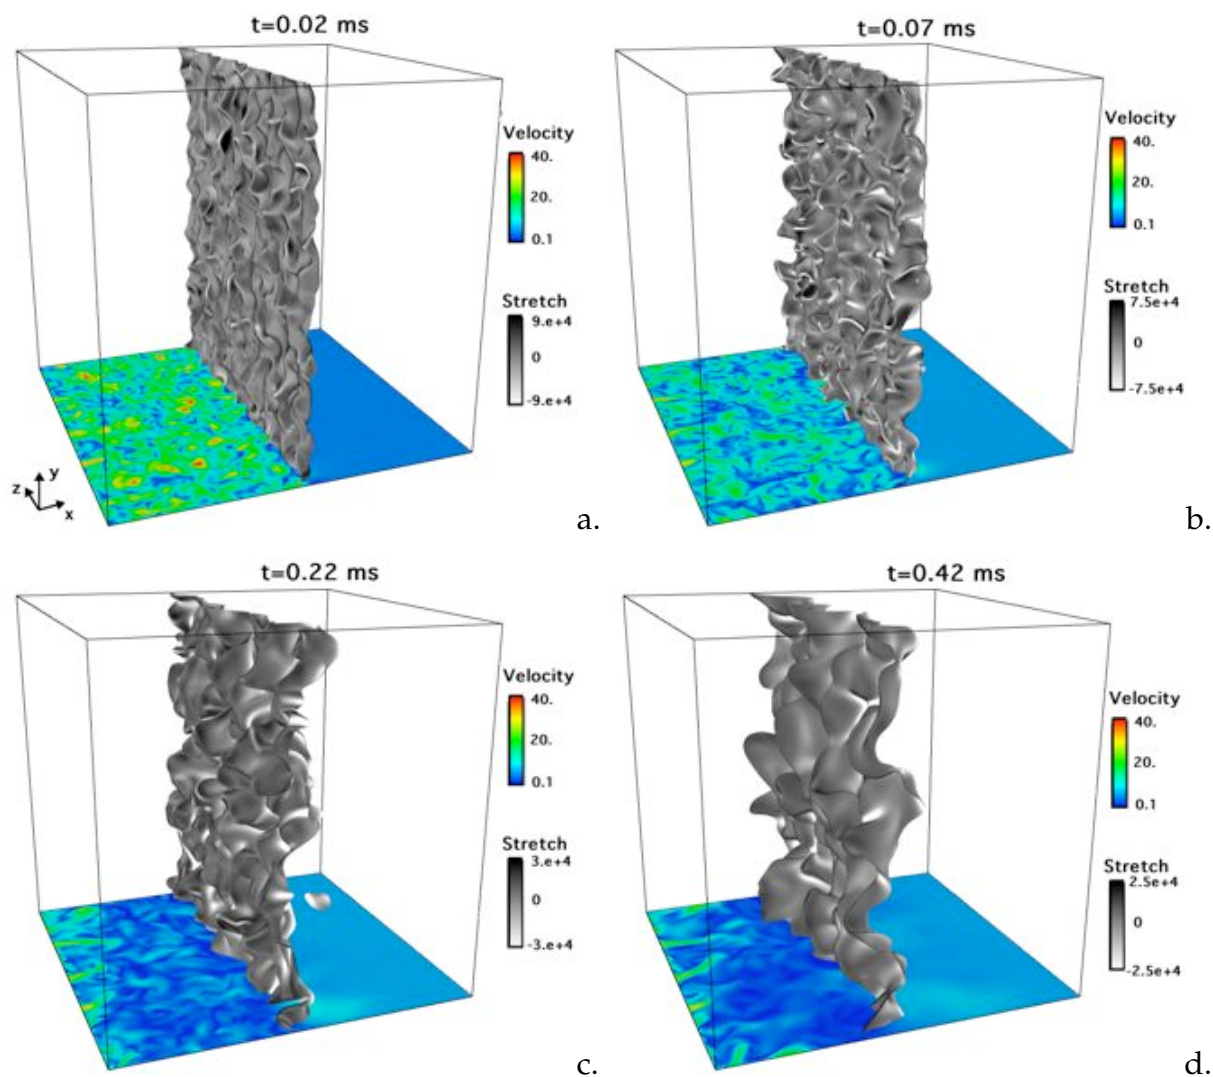 t=0.02 ms
Velocity
40.
20.
0.1
Stretch
9.e+4
0
-9.e+4
y
z
x
a.
t=0.07 ms
Velocity
40.
20.
0.1
Stretch
7.5e+4
0
-7.5e+4
b.
t=0.22 ms
Velocity
40.
20.
0.1
Stretch
3.e+4
0
-3.e+4
c.
t=0.42 ms
Velocity
40.
20.
0.1
Stretch
2.5e+4
0
-2.5e+4
d.